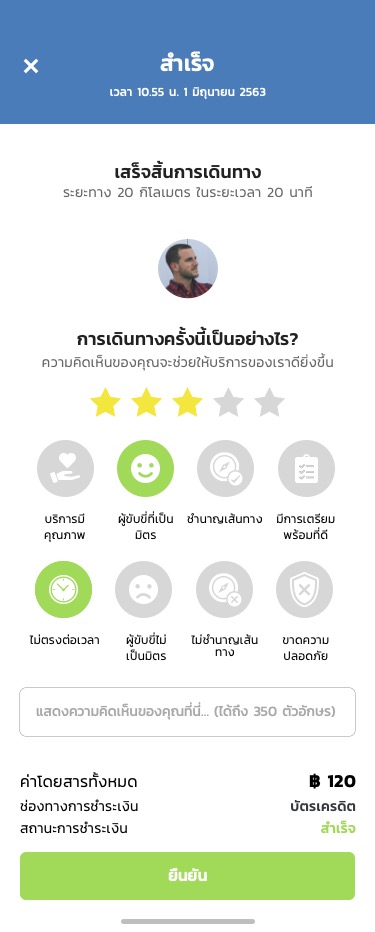 สำเร็จ
เวลา 10.55 น. 1 มิถุนายน 2563
เสร็จสิ้นการเดินทาง
ระยะทาง 20 กิโลเมตร ในระยะเวลา 20 นาที
การเดินทางครั้งนี้เป็นอย่างไร?
ความคิดเห็นของคุณจะช่วยให้บริการของเราดียิ่งขึ้น
บริการมี
คุณภาพ
ผู้ขับขี่ที่เป็น
มิตร
ชำนาญเส้นทาง
มีการเตรียม
พร้อมที่ดี
ไม่ตรงต่อเวลา
ผู้ขับขี่ไม่
เป็นมิตร
ไม่ชำนาญเส้น
ทาง
ขาดความ
ปลอดภัย
แสดงความคิดเห็นของคุณที่นี่... (ได้ถึง 350 ตัวอักษร)
ค่าโดยสารทั้งหมด ฿ 120
ช่องทางการชำระเงิน บัตรเครดิต
สถานะการชำระเงิน สำเร็จ
ยืนยัน